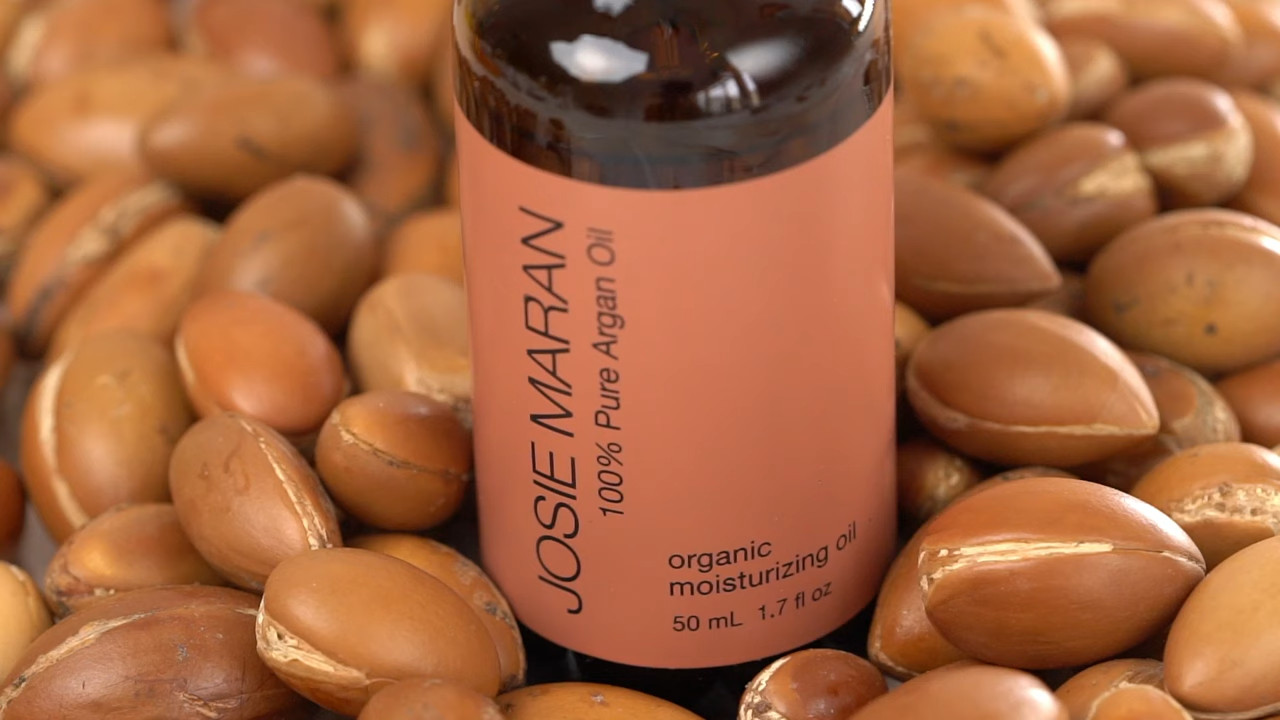 JOSIE MARAN
100% Pure Argan Oil
organic
moisturizing oil
50 mL 1.7 fl oz